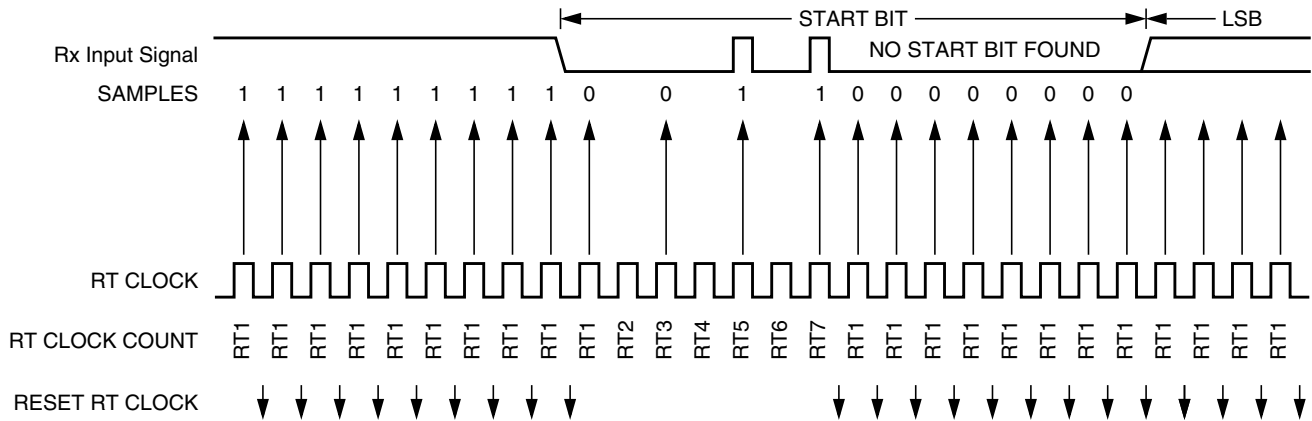 START BIT
LSB
Rx Input Signal
NO START BIT FOUND
SAMPLES 1 1 1 1 1 1 1 1 1 0 0 1 1 0 0 0 0 0 0 0 0
RT CLOCK
RT CLOCK COUNT RT1 RT1 RT1 RT1 RT1 RT1 RT1 RT1 RT1 RT1 RT2 RT3 RT4 RT5 RT6 RT7 RT1 RT1 RT1 RT1 RT1 RT1 RT1 RT1 RT1 RT1 RT1 RT1
RESET RT CLOCK